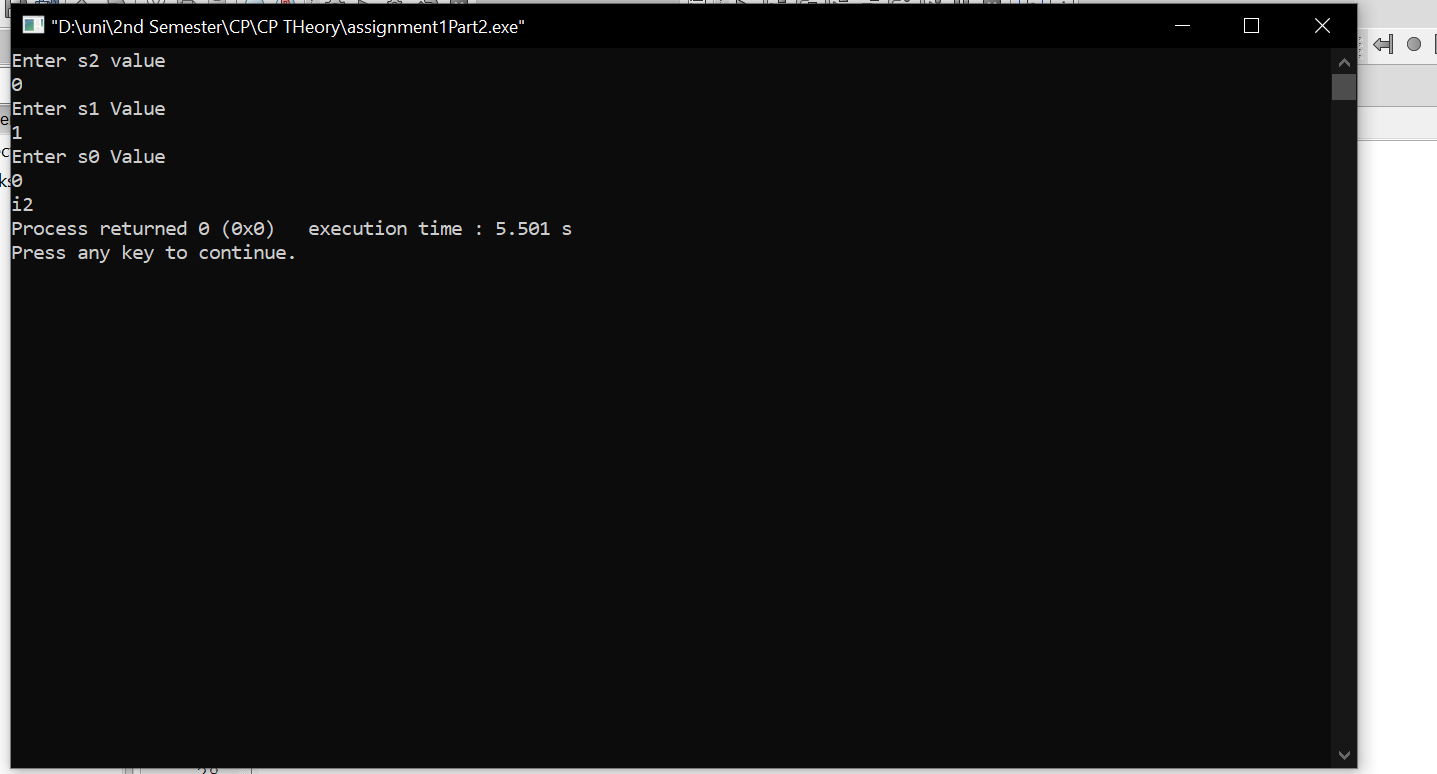 "D:\uni\2nd Semester\CP\CP THeory\assignment1Part2.exe"
Enter s2 value
0
Enter s1 Value
1
Enter s0 Value
0
i2
Process returned 0 (0x0)   execution time : 5.501 s
Press any key to continue.